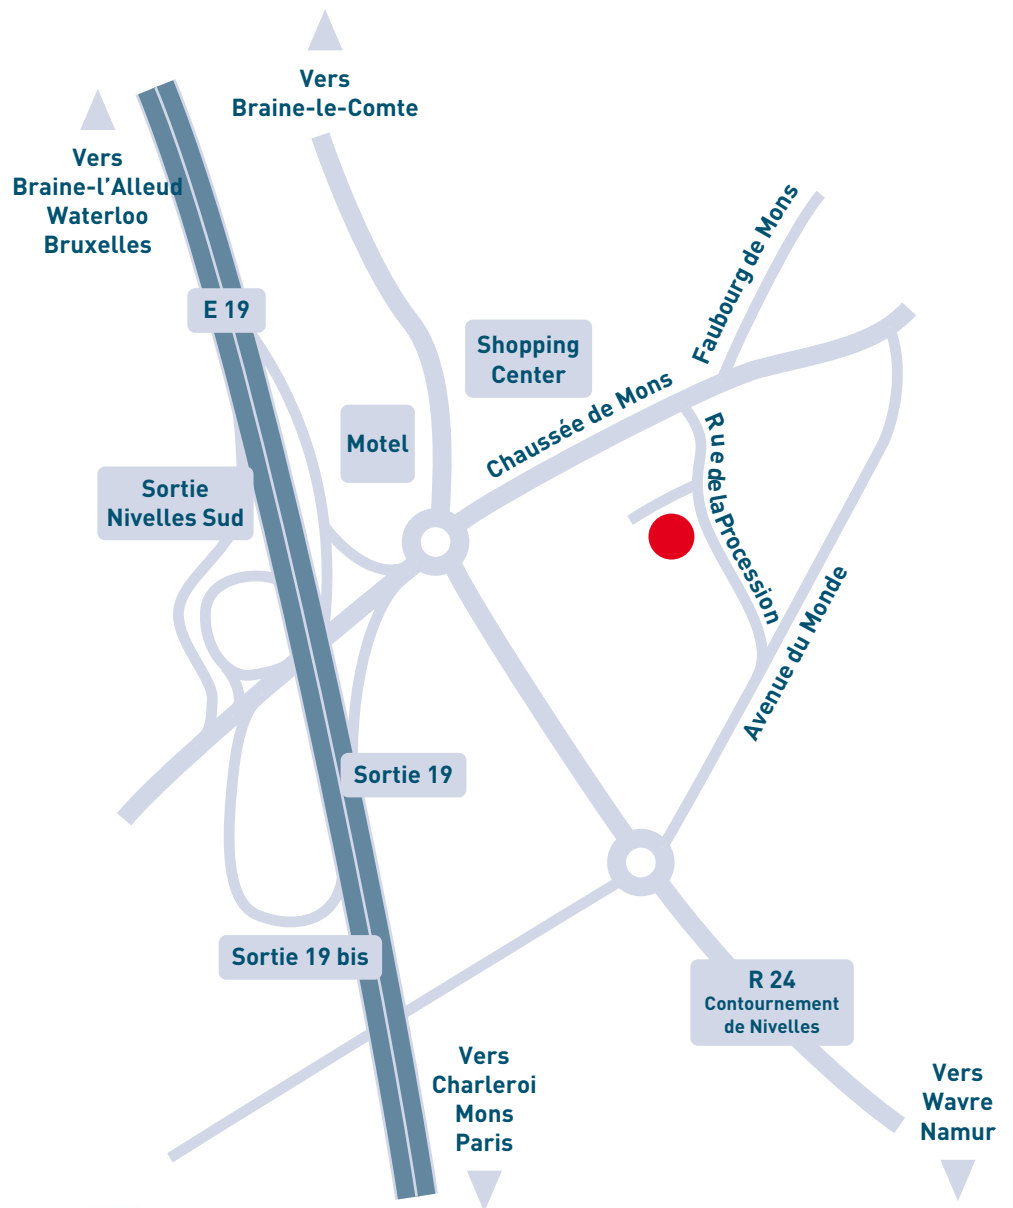 Vers
Braine-le-Comte
Vers
Braine-l'Alleud
Waterloo
Bruxelles
Faubourg de Mons
E 19
Shopping
Center
Chaussée de Mons
Motel
Rue de la Procession
Sortie
Nivelles Sud
Avenue du Monde
Sortie 19
Sortie 19 bis
R 24
Contournement
de Nivelles
Vers
Charleroi
Mons
Paris
Vers
Wavre
Namur